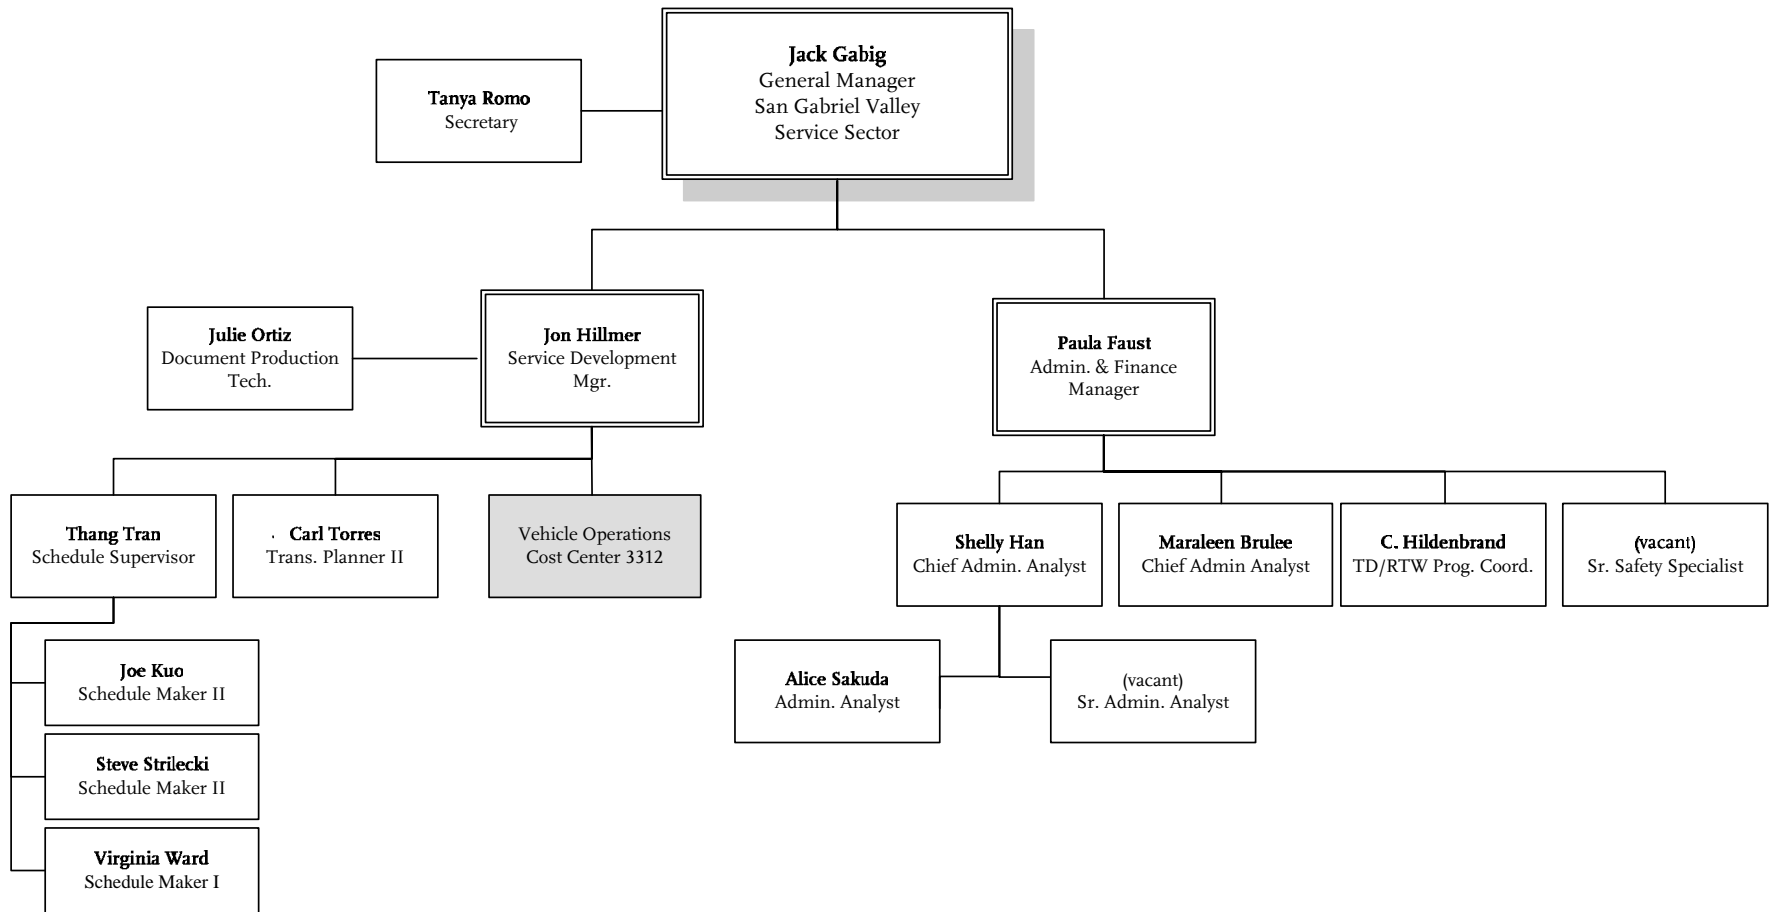 Jack Gabig
General Manager
San Gabriel Valley
Service Sector
Tanya Romo
Secretary
Julie Ortiz
Document Production
Tech.
Jon Hillmer
Service Development
Mgr.
Paula Faust
Admin. & Finance
Manager
Thang Tran
Schedule Supervisor
Carl Torres
Trans. Planner II
Vehicle Operations
Cost Center 3312
Shelly Han
Chief Admin. Analyst
Maraleen Brulee
Chief Admin Analyst
C. Hildenbrand
TD/RTW Prog. Coord.
(vacant)
Sr. Safety Specialist
Joe Kuo
Schedule Maker II
Steve Strilecki
Schedule Maker II
Virginia Ward
Schedule Maker I
Alice Sakuda
Admin. Analyst
(vacant)
Sr. Admin. Analyst